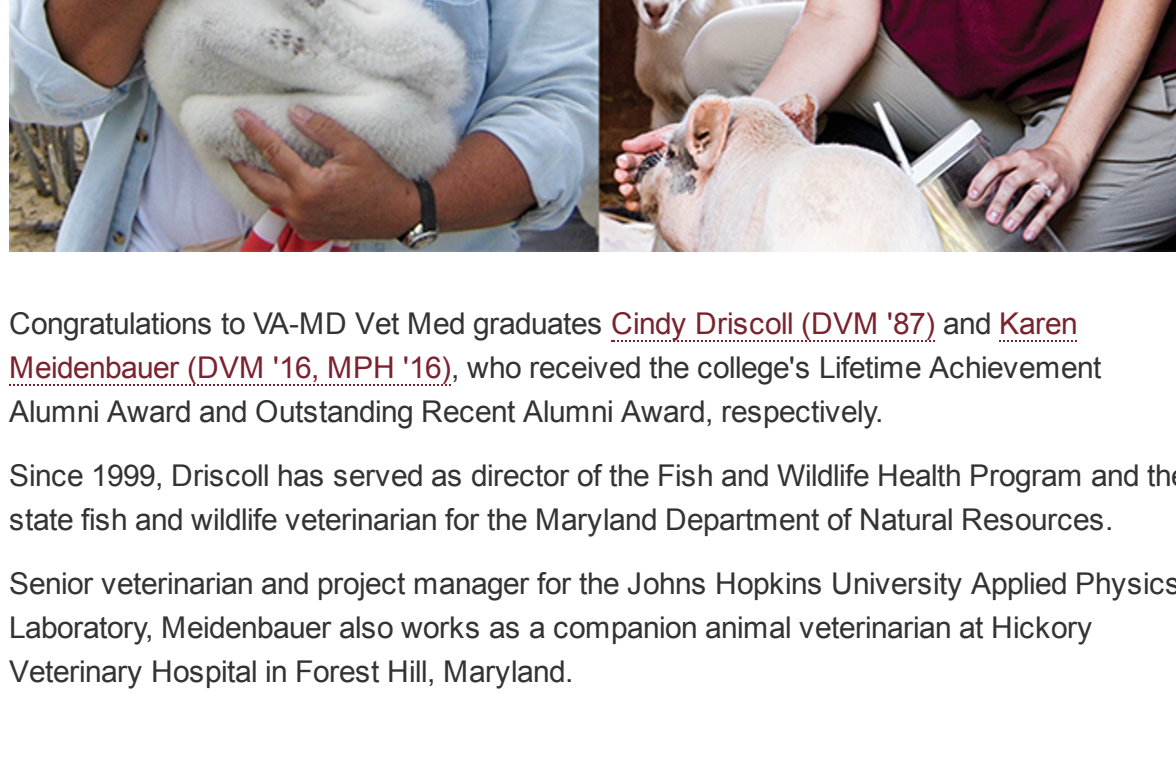 Congratulations to VA-MD Vet Med graduates Cindy Driscoll (DVM '87) and Karen
Meidenbauer (DVM '16, MPH '16), who received the college's Lifetime Achievement
Alumni Award and Outstanding Recent Alumni Award, respectively.
Since 1999, Driscoll has served as director of the Fish and Wildlife Health Program and the
state fish and wildlife veterinarian for the Maryland Department of Natural Resources.
Senior veterinarian and project manager for the Johns Hopkins University Applied Physics
Laboratory, Meidenbauer also works as a companion animal veterinarian at Hickory
Veterinary Hospital in Forest Hill, Maryland.